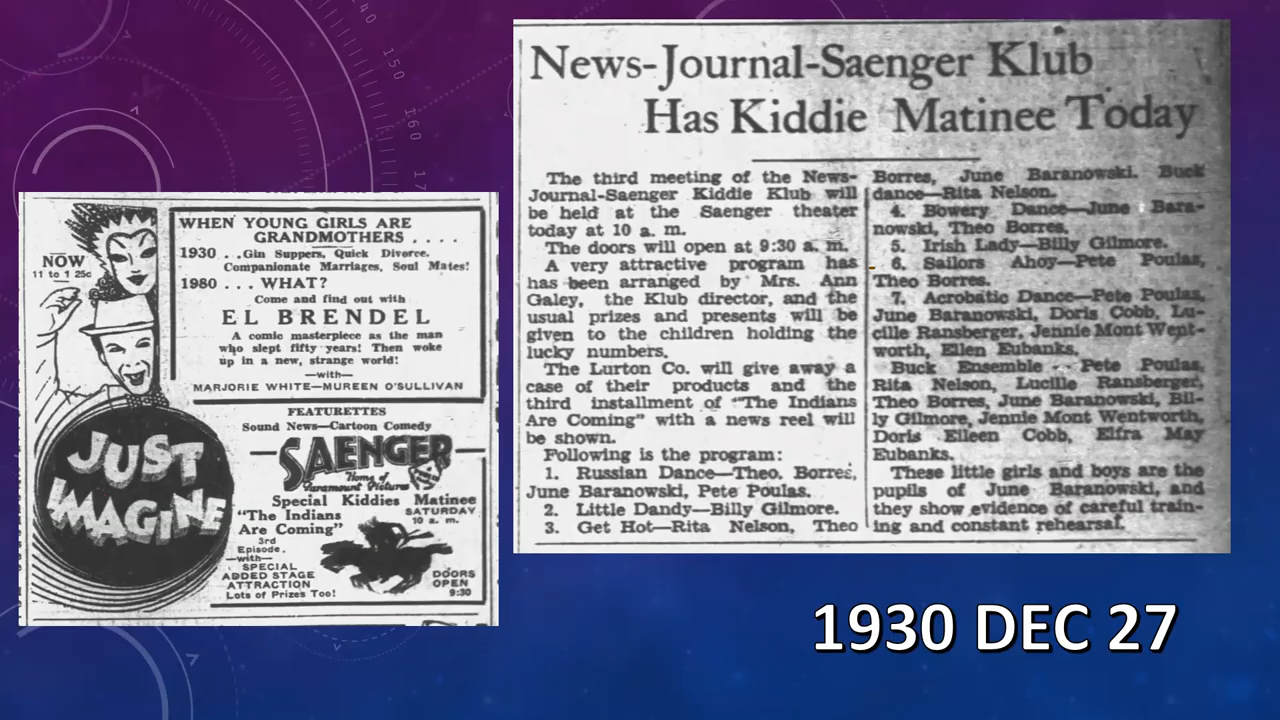 40
150
160
17
NOW
11 to 1 25c
WHEN YOUNG GIRLS ARE
GRANDMOTHERS . . . .
1930 . . Gin Suppers, Quick Divorce.
Companionate Marriages, Soul Mates!
1980 . . . WHAT?
Come and find out with
EL BRENDEL
A comic masterpiece as the man
who slept fifty years! Then woke
up in a new, strange world!
—with—
MARJORIE WHITE—MUREEN O'SULLIVAN
JUST
IMAGINE
FEATURETTES
Sound News—Cartoon Comedy
SAENGER
Home of
Paramount Pictures
Special Kiddies Matinee
"The Indians
Are Coming"
SATURDAY
10 a. m.
3rd
Episode.
—with—
SPECIAL
ADDED STAGE
ATTRACTION
Lots of Prizes Too!
DOORS
OPEN
9:30
News-Journal-Saenger Klub
Has Kiddie Matinee Today
The third meeting of the News-
Journal-Saenger Kiddie Klub will
be held at the Saenger theater
today at 10 a. m.
The doors will open at 9:30 a. m.
A very attractive program has
has been arranged by Mrs. Ann
Galey, the Klub director, and the
usual prizes and presents will be
given to the children holding the
lucky numbers.
The Lurton Co. will give away a
case of their products and the
third installment of "The Indians
Are Coming" with a news reel will
be shown.
Following is the program:
1. Russian Dance—Theo. Borres,
June Baranowski, Pete Poulas.
2. Little Dandy—Billy Gilmore.
3. Get Hot—Rita Nelson, Theo
Borres, June Baranowski. Buck
dance—Rita Nelson.
4. Bowery Dance—June Bara-
nowski, Theo Borres.
5. Irish Lady—Billy Gilmore.
6. Sailors Ahoy—Pete Poulas,
Theo Borres.
7. Acrobatic Dance—Pete Poulas,
June Baranowski, Doris Cobb, Lu-
cille Ransberger, Jennie Mont Went-
worth, Ellen Eubanks.
Buck Ensemble -- Pete Poulas,
Rita Nelson, Lucille Ransberger,
Theo Borres, June Baranowski, Bil-
ly Gilmore, Jennie Mont Wentworth,
Doris Eileen Cobb, Elfra May
Eubanks.
These little girls and boys are the
pupils of June Baranowski, and
they show evidence of careful train-
ing and constant rehearsal.
1930 DEC 27